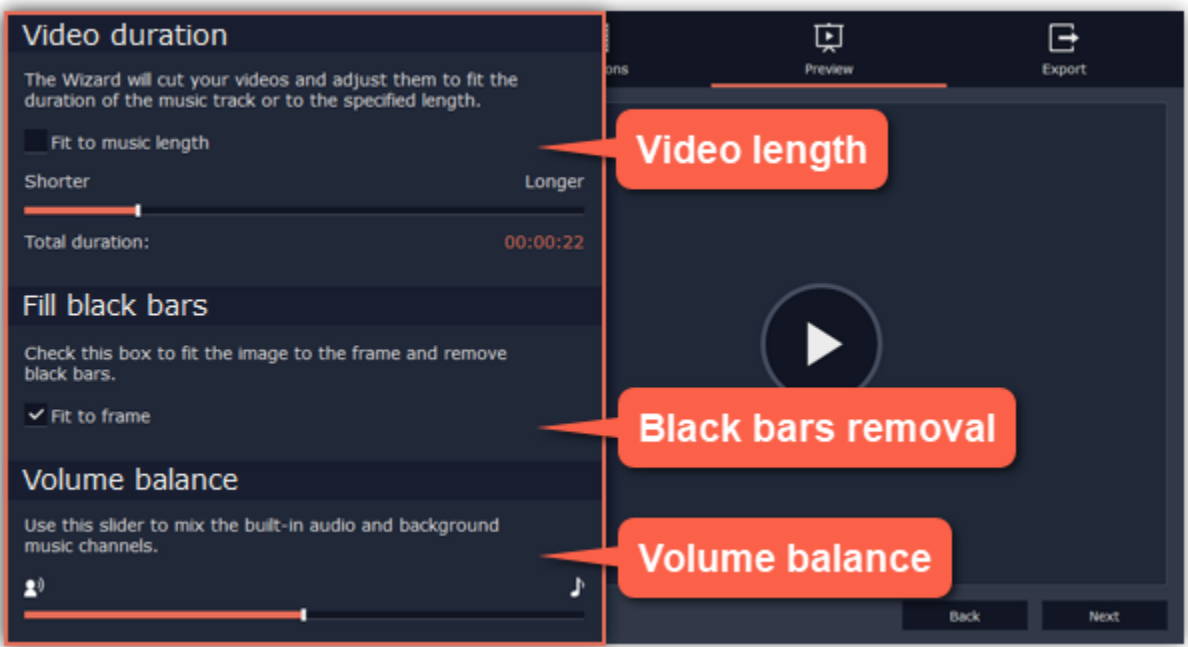 Video duration
The Wizard will cut your videos and adjust them to fit the
duration of the music track or to the specified length.
Fit to music length
Shorter
Longer
Total duration:
00:00:22
Fill black bars
Check this box to fit the image to the frame and remove
black bars.
Fit to frame
Volume balance
Use this slider to mix the built-in audio and background
music channels.
ons
Preview
Export
Video length
Black bars removal
Volume balance
Back
Next